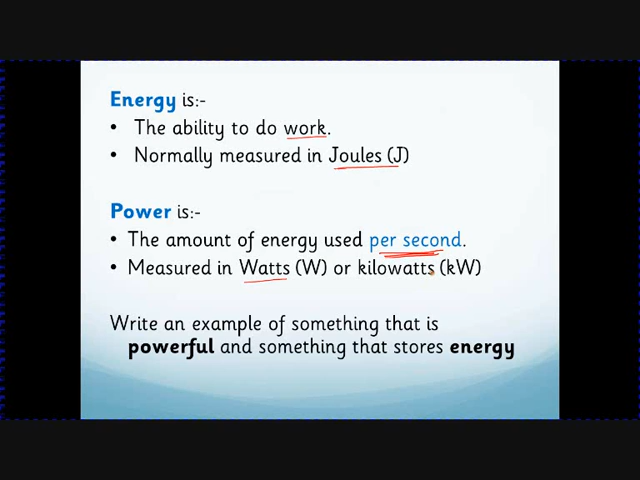 Energy is:-
• The ability to do work.
• Normally measured in Joules (J)
Power is:-
• The amount of energy used per second.
• Measured in Watts (W) or kilowatts (kW)
Write an example of something that is
powerful and something that stores energy